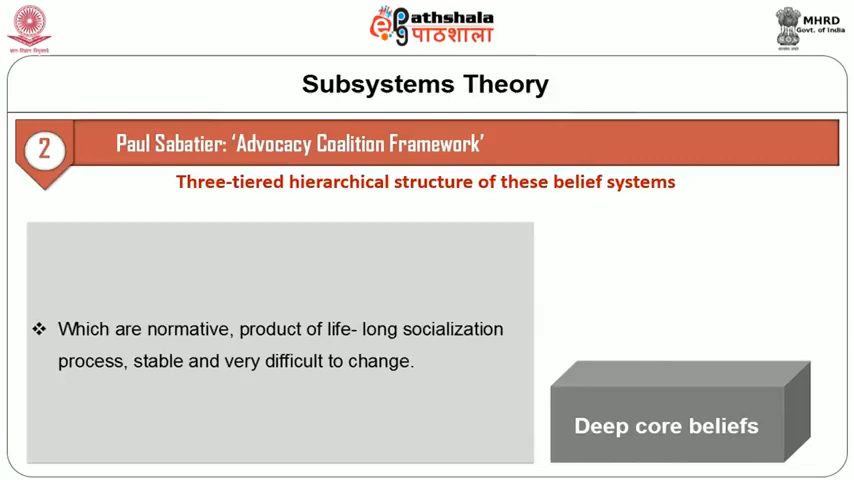 ePathshala
पाठशाला
MHRD
Govt. of India
Subsystems Theory
2
Paul Sabatier: ‘Advocacy Coalition Framework’
Three-tiered hierarchical structure of these belief systems
❖ Which are normative, product of life- long socialization
process, stable and very difficult to change.
Deep core beliefs